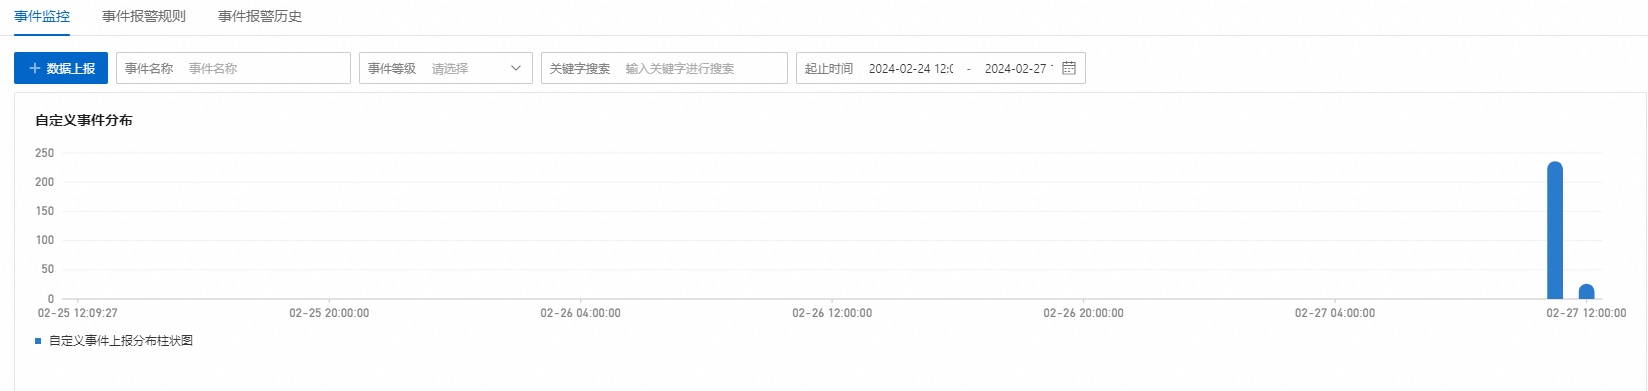 事件监控 事件报警规则 事件报警历史
数据上报 事件名称 事件名称 事件等级 请选择 关键字搜索 输入关键字进行搜索 起止时间 2024-02-24 12:0 - 2024-02-27
自定义事件分布
250
200
150
100
50
0
02-25 12:09:27 02-25 20:00:00 02-26 04:00:00 02-26 12:00:00 02-26 20:00:00 02-27 04:00:00 02-27 12:00:00
自定义事件上报分布柱状图